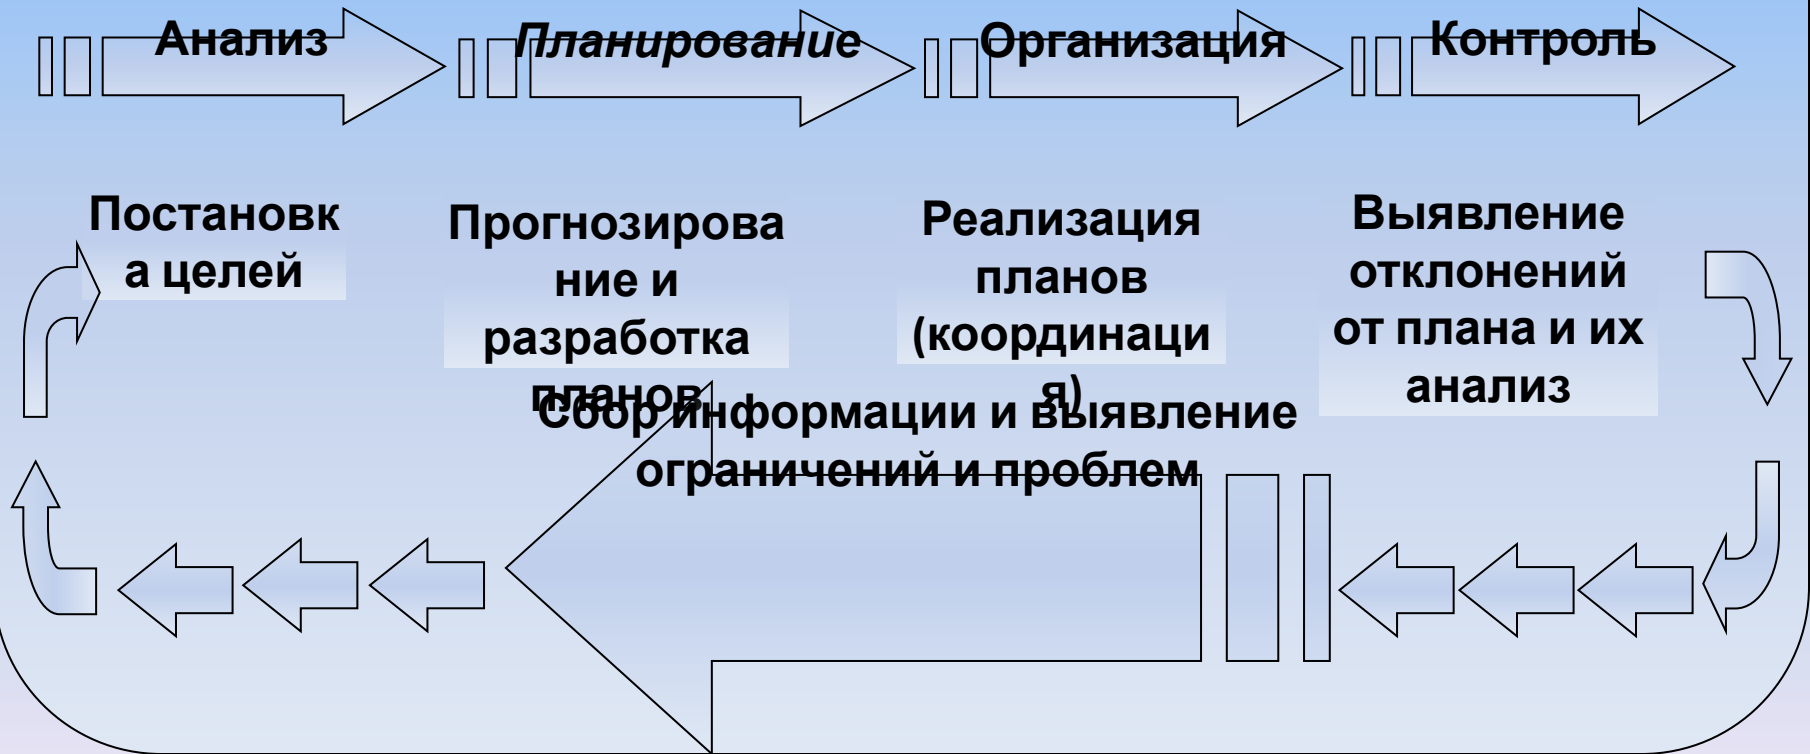 Анализ
Планирование
Организация
Контроль
Постановк
а целей
Прогнозирова
ние и
разработка
планов
Реализация
планов
(координаци
я)
Выявление
отклонений
от плана и их
анализ
Сбор информации и выявление
ограничений и проблем